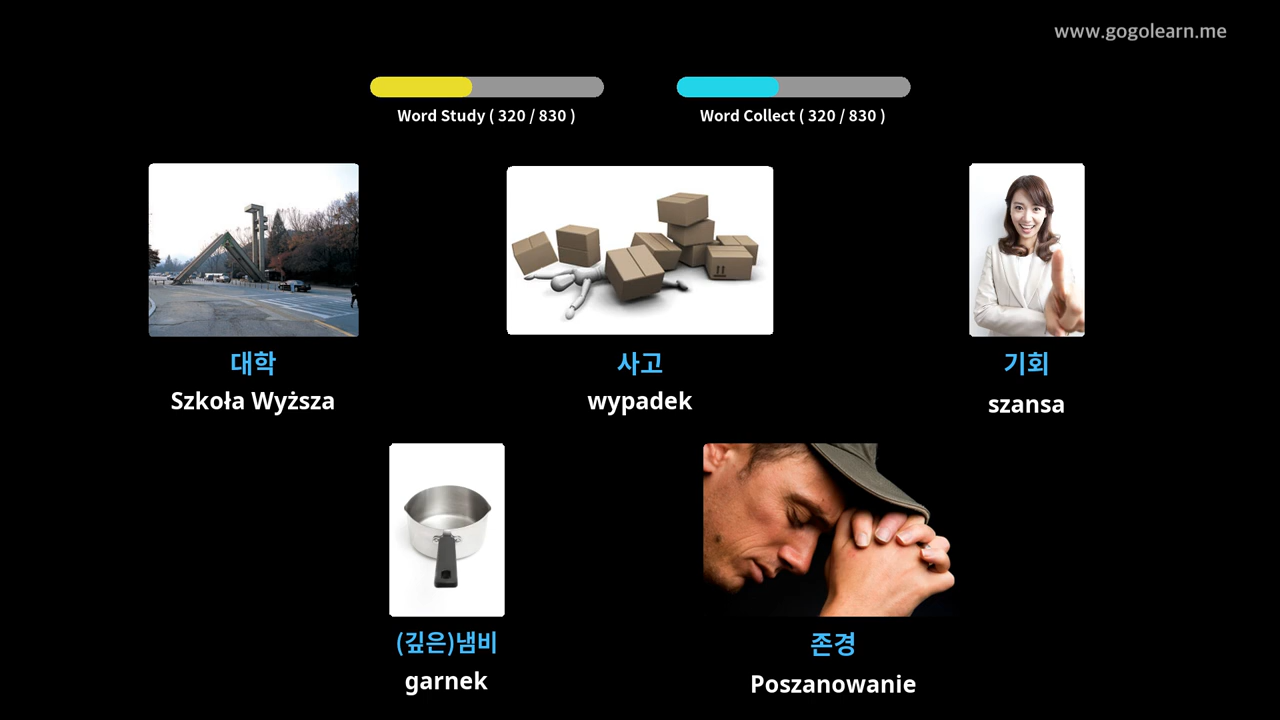 www.gogolearn.me
Word Study ( 320 / 830 )
Word Collect ( 320 / 830 )
대학
Szkoła Wyższa
사고
wypadek
기회
szansa
(깊은)냄비
garnek
존경
Poszanowanie